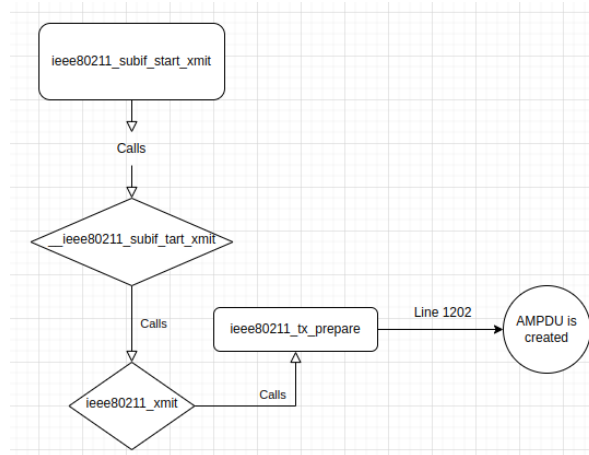 ieee80211_subif_start_xmit
Calls
__ieee80211_subif_tart_xmit
Calls
ieee80211_xmit
Calls
ieee80211_tx_prepare
Line 1202
AMPDU is
created